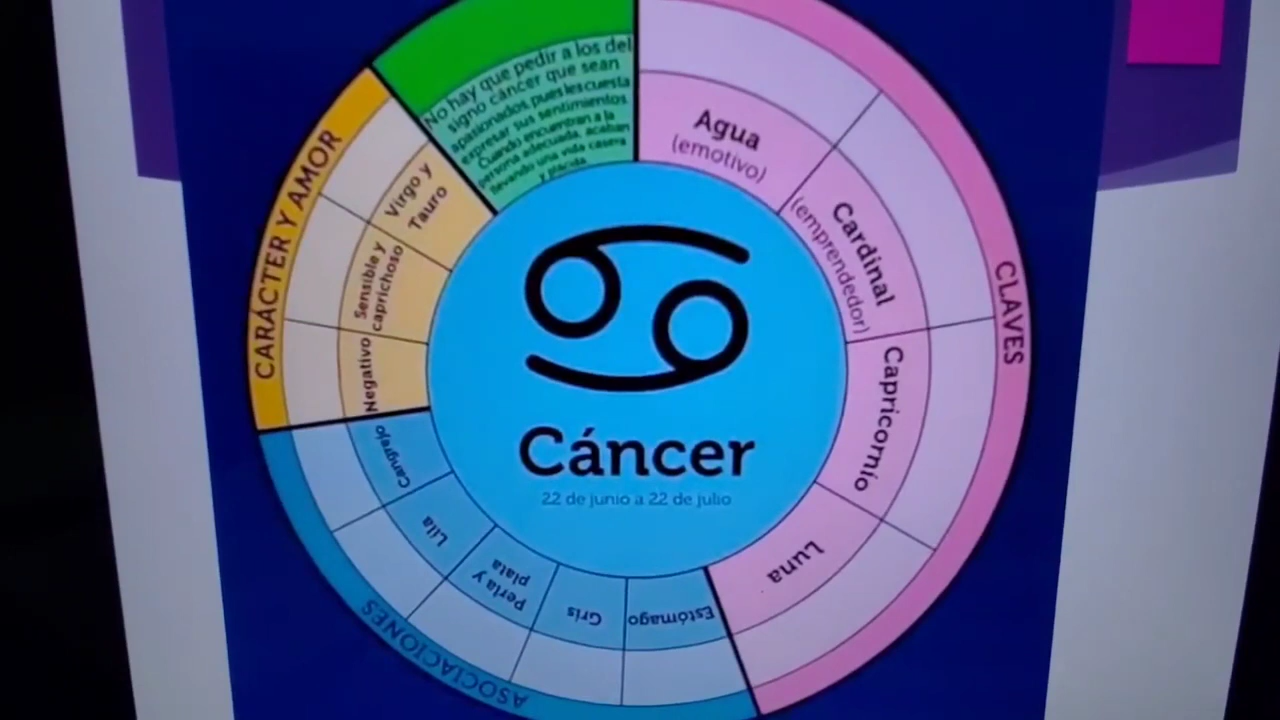 No hay que pedir a los del
signo cáncer que sean
apasionados, pues les cuesta
expresar sus sentimientos.
Cuando encuentran a la
persona adecuada, acaban
llevando una vida casera
y plácida
Agua
(emotivo)
Cardinal
(emprendedor)
CLAVES
Capricornio
Luna
CARÁCTER Y AMOR
Virgo y
Tauro
Sensible y
caprichoso
Negativo
Cáncer
22 de junio a 22 de julio
Cangrejo
Lila
Perla y
plata
Gris
Estómago
ASOCIACIONES